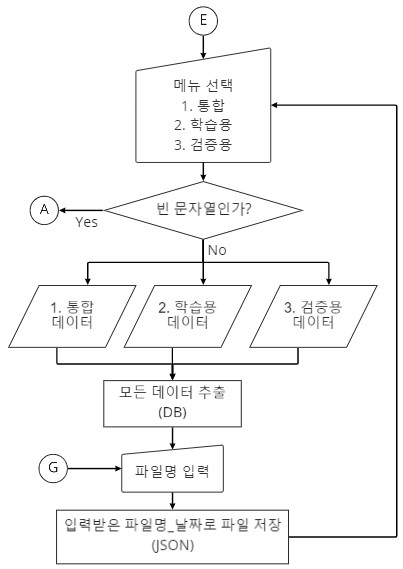 E
메뉴 선택
1. 통합
2. 학습용
3. 검증용
빈 문자열인가?
A
Yes
No
1. 통합
데이터
2. 학습용
데이터
3. 검증용
데이터
모든 데이터 추출
(DB)
G
파일명 입력
입력받은 파일명_날짜로 파일 저장
(JSON)